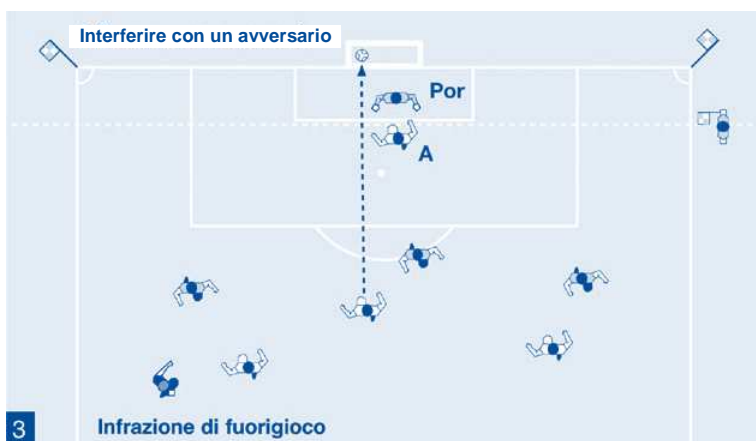 Interferire con un avversario
Por
A
3
Infrazione di fuorigioco